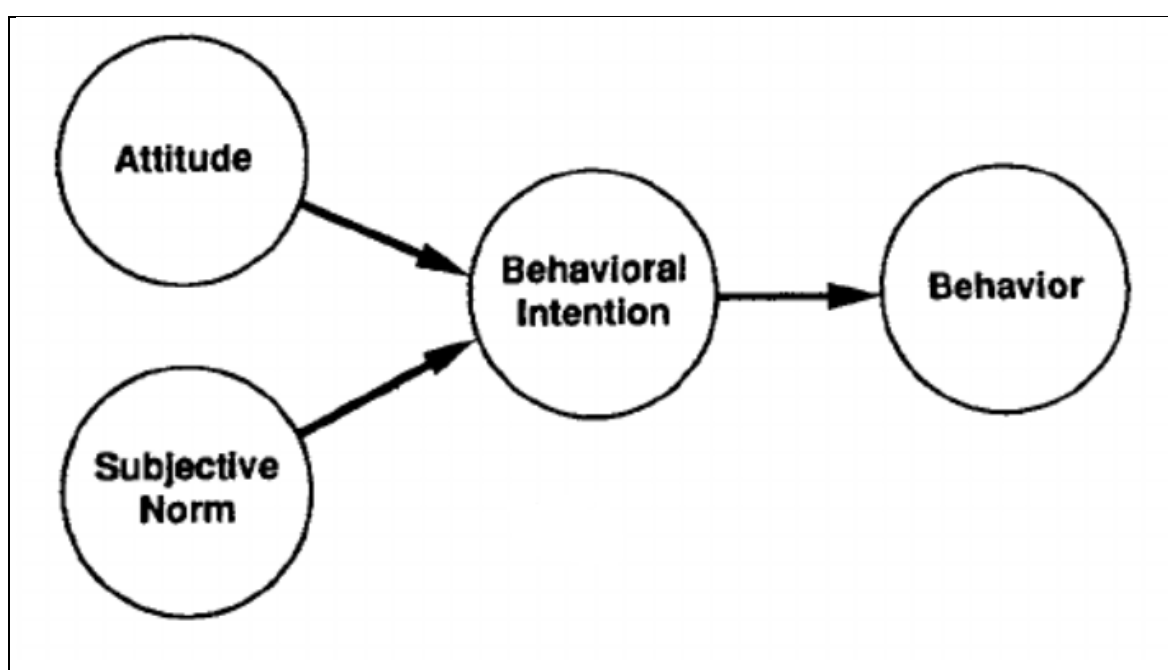 Attitude
Behavioral
Intention
Behavior
Subjective
Norm